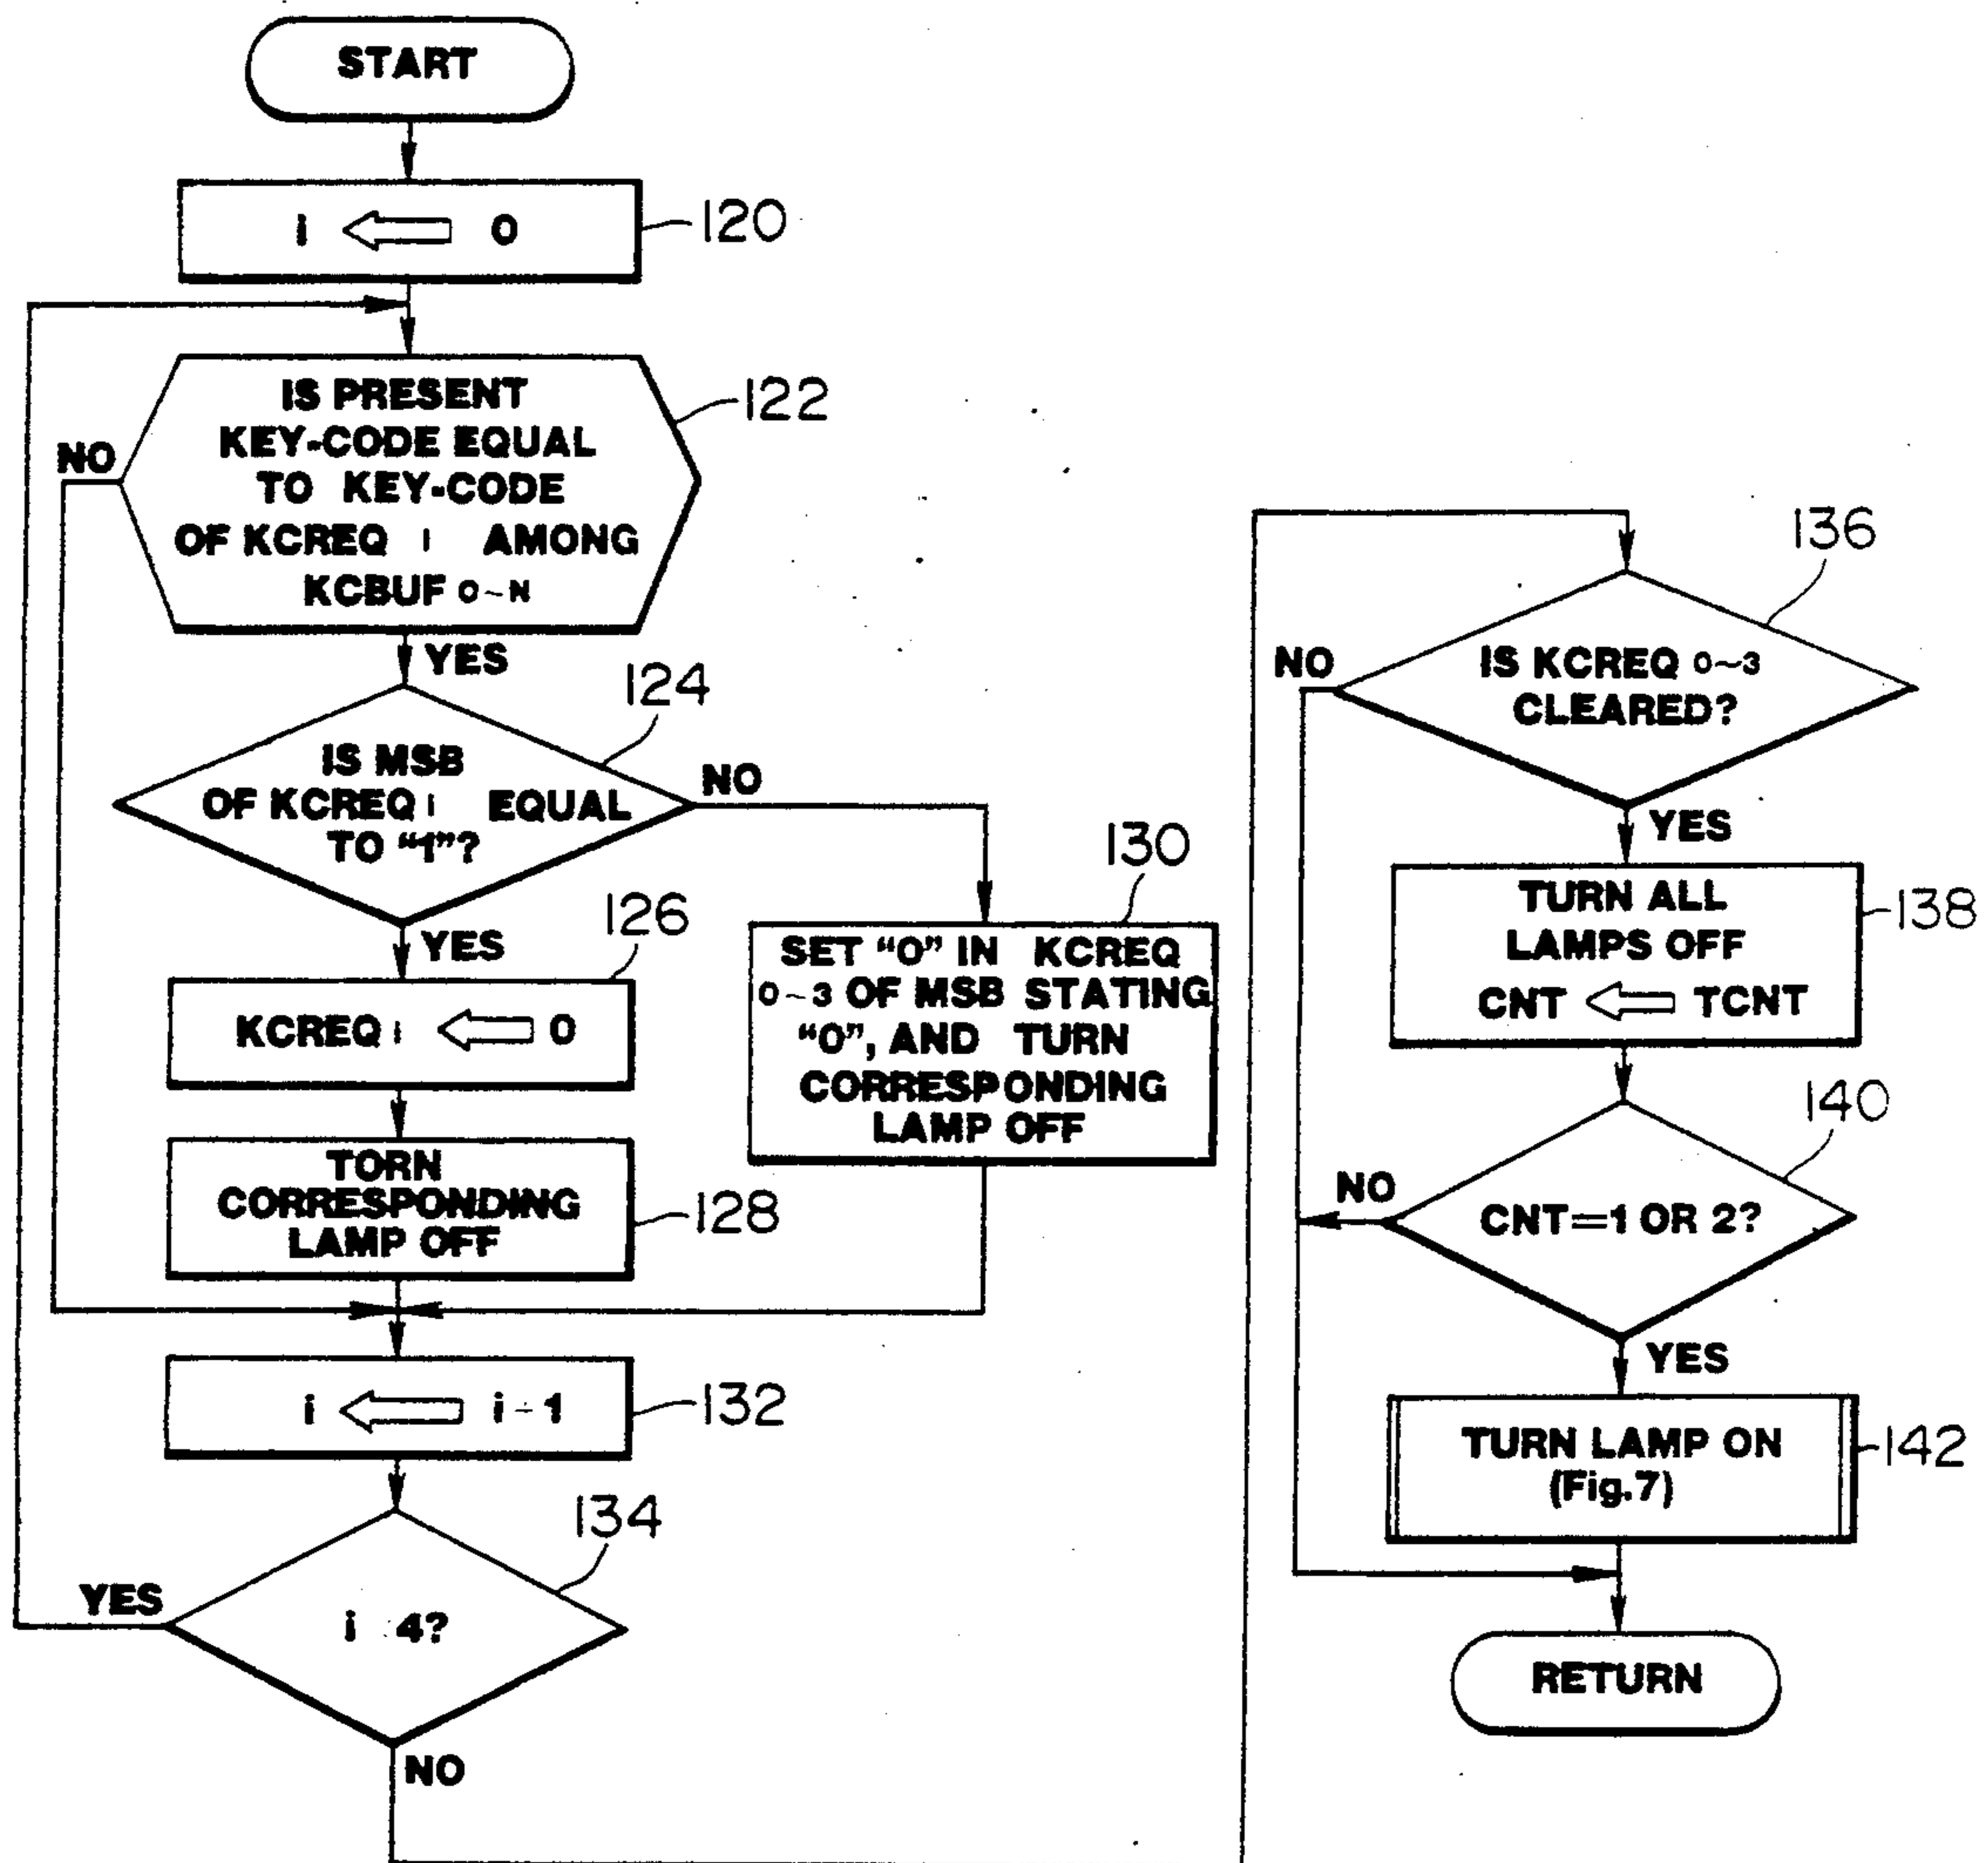 START
i 0
120
IS PRESENT
KEY-CODE EQUAL
TO KEY-CODE
OF KCREQ i AMONG
KCBUF 0~N
122
NO
YES
124
IS MSB
OF KCREQ i EQUAL
TO "1"?
NO
YES
126
KCREQ i 0
130
SET "0" IN KCREQ
0~3 OF MSB STATING
"0", AND TURN
CORRESPONDING
LAMP OFF
TORN
CORRESPONDING
LAMP OFF
128
i i-1
132
134
i 4?
YES
NO
136
IS KCREQ 0~3
CLEARED?
NO
YES
TURN ALL
LAMPS OFF
CNT TCNT
138
140
CNT=1 OR 2?
NO
YES
TURN LAMP ON
(Fig.7)
142
RETURN